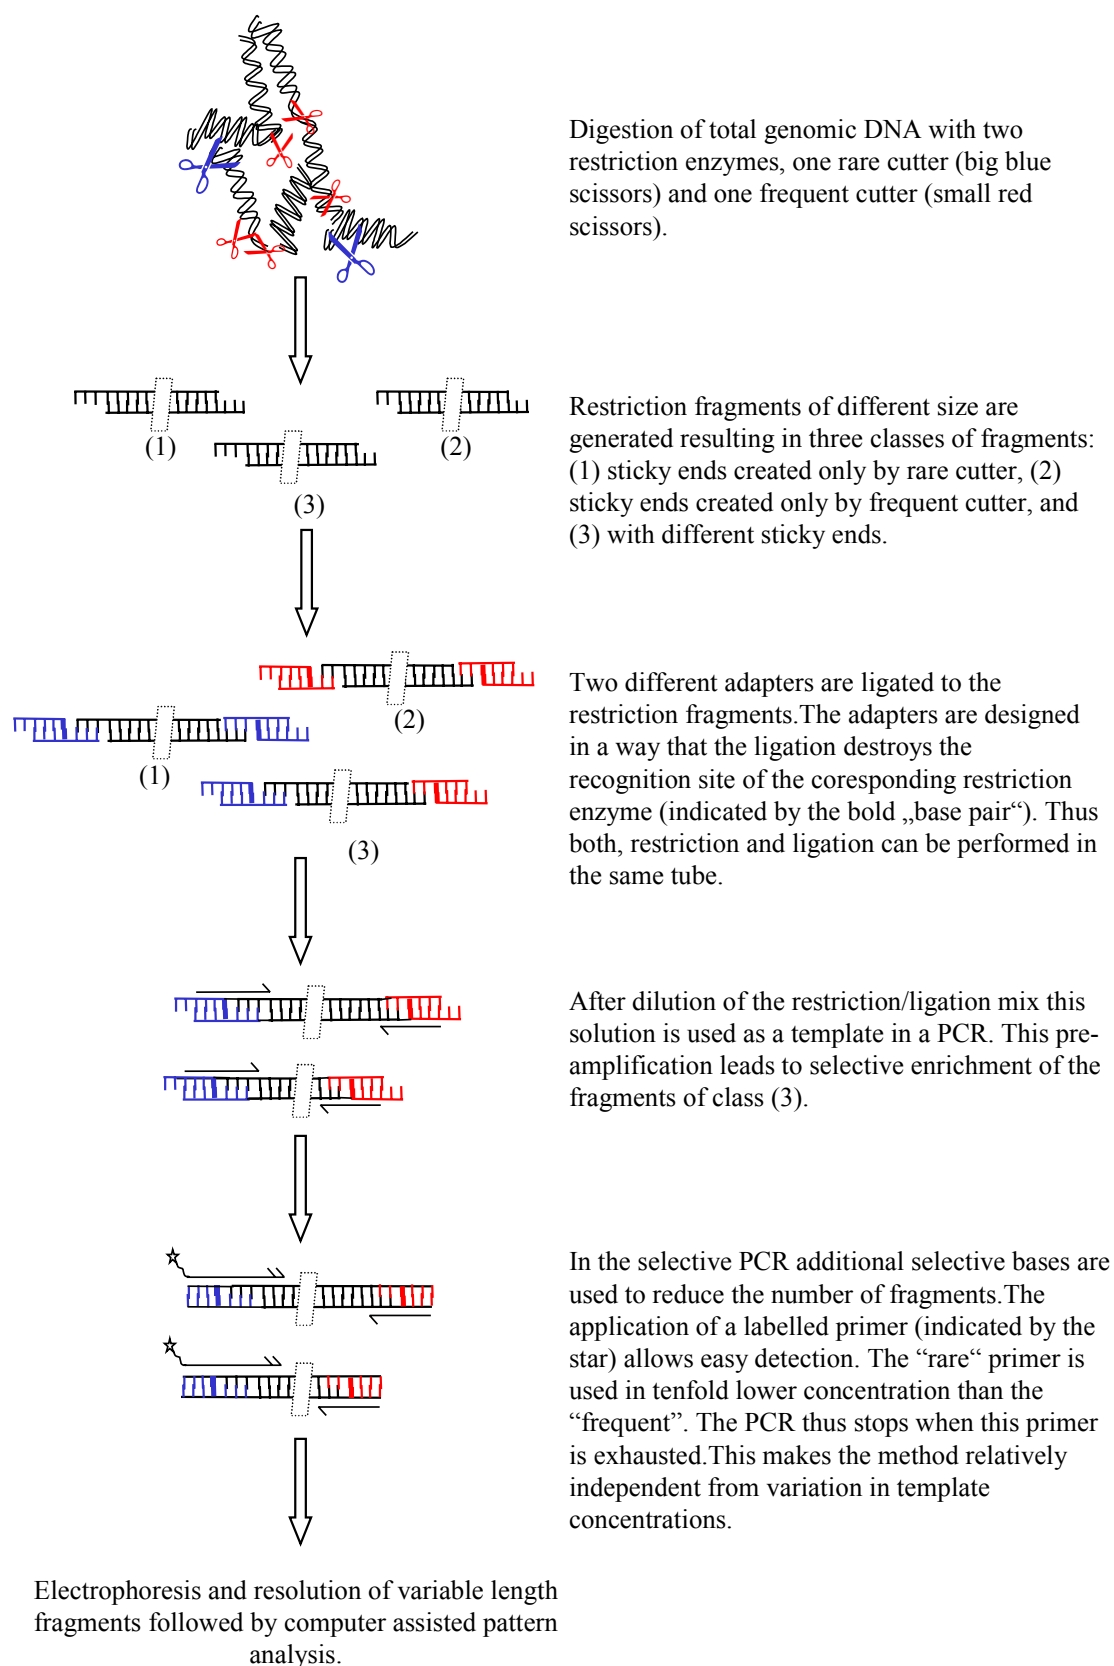 Digestion of total genomic DNA with two
restriction enzymes, one rare cutter (big blue
scissors) and one frequent cutter (small red
scissors).
(1)
(2)
(3)
Restriction fragments of different size are
generated resulting in three classes of fragments:
(1) sticky ends created only by rare cutter, (2)
sticky ends created only by frequent cutter, and
(3) with different sticky ends.
(2)
(1)
(3)
Two different adapters are ligated to the
restriction fragments.The adapters are designed
in a way that the ligation destroys the
recognition site of the coresponding restriction
enzyme (indicated by the bold „base pair“). Thus
both, restriction and ligation can be performed in
the same tube.
After dilution of the restriction/ligation mix this
solution is used as a template in a PCR. This pre-
amplification leads to selective enrichment of the
fragments of class (3).
In the selective PCR additional selective bases are
used to reduce the number of fragments.The
application of a labelled primer (indicated by the
star) allows easy detection. The “rare“ primer is
used in tenfold lower concentration than the
“frequent”. The PCR thus stops when this primer
is exhausted.This makes the method relatively
independent from variation in template
concentrations.
Electrophoresis and resolution of variable length
fragments followed by computer assisted pattern
analysis.